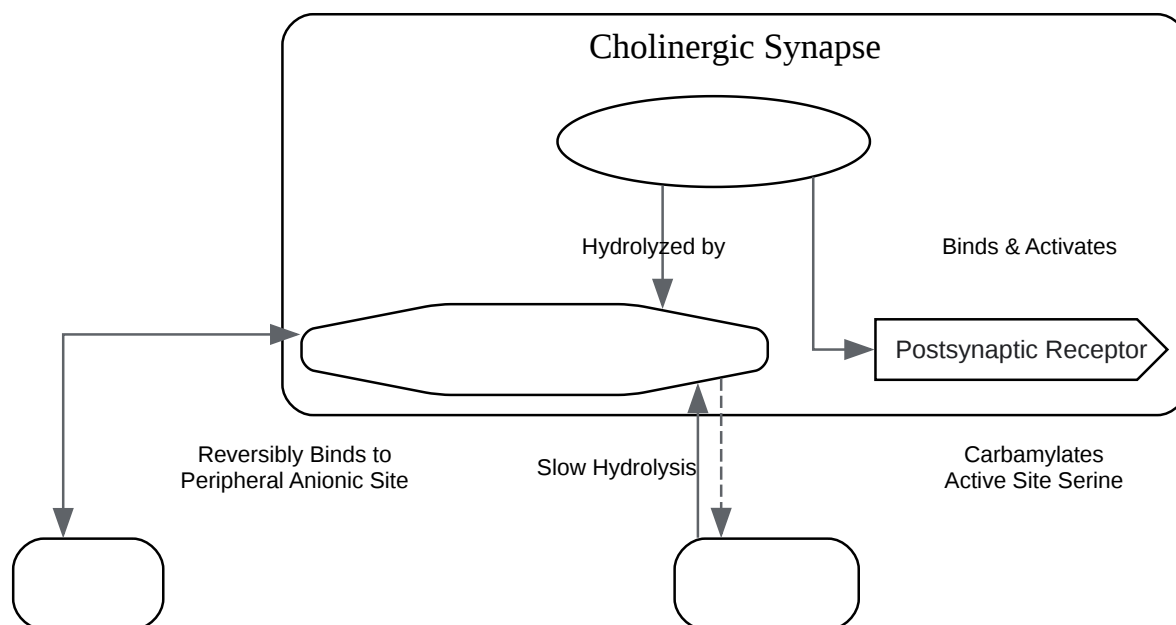 Cholinergic Synapse
Hydrolyzed by
Binds & Activates
Postsynaptic Receptor
Reversibly Binds to
Peripheral Anionic Site
Slow Hydrolysis
Carbamylates
Active Site Serine